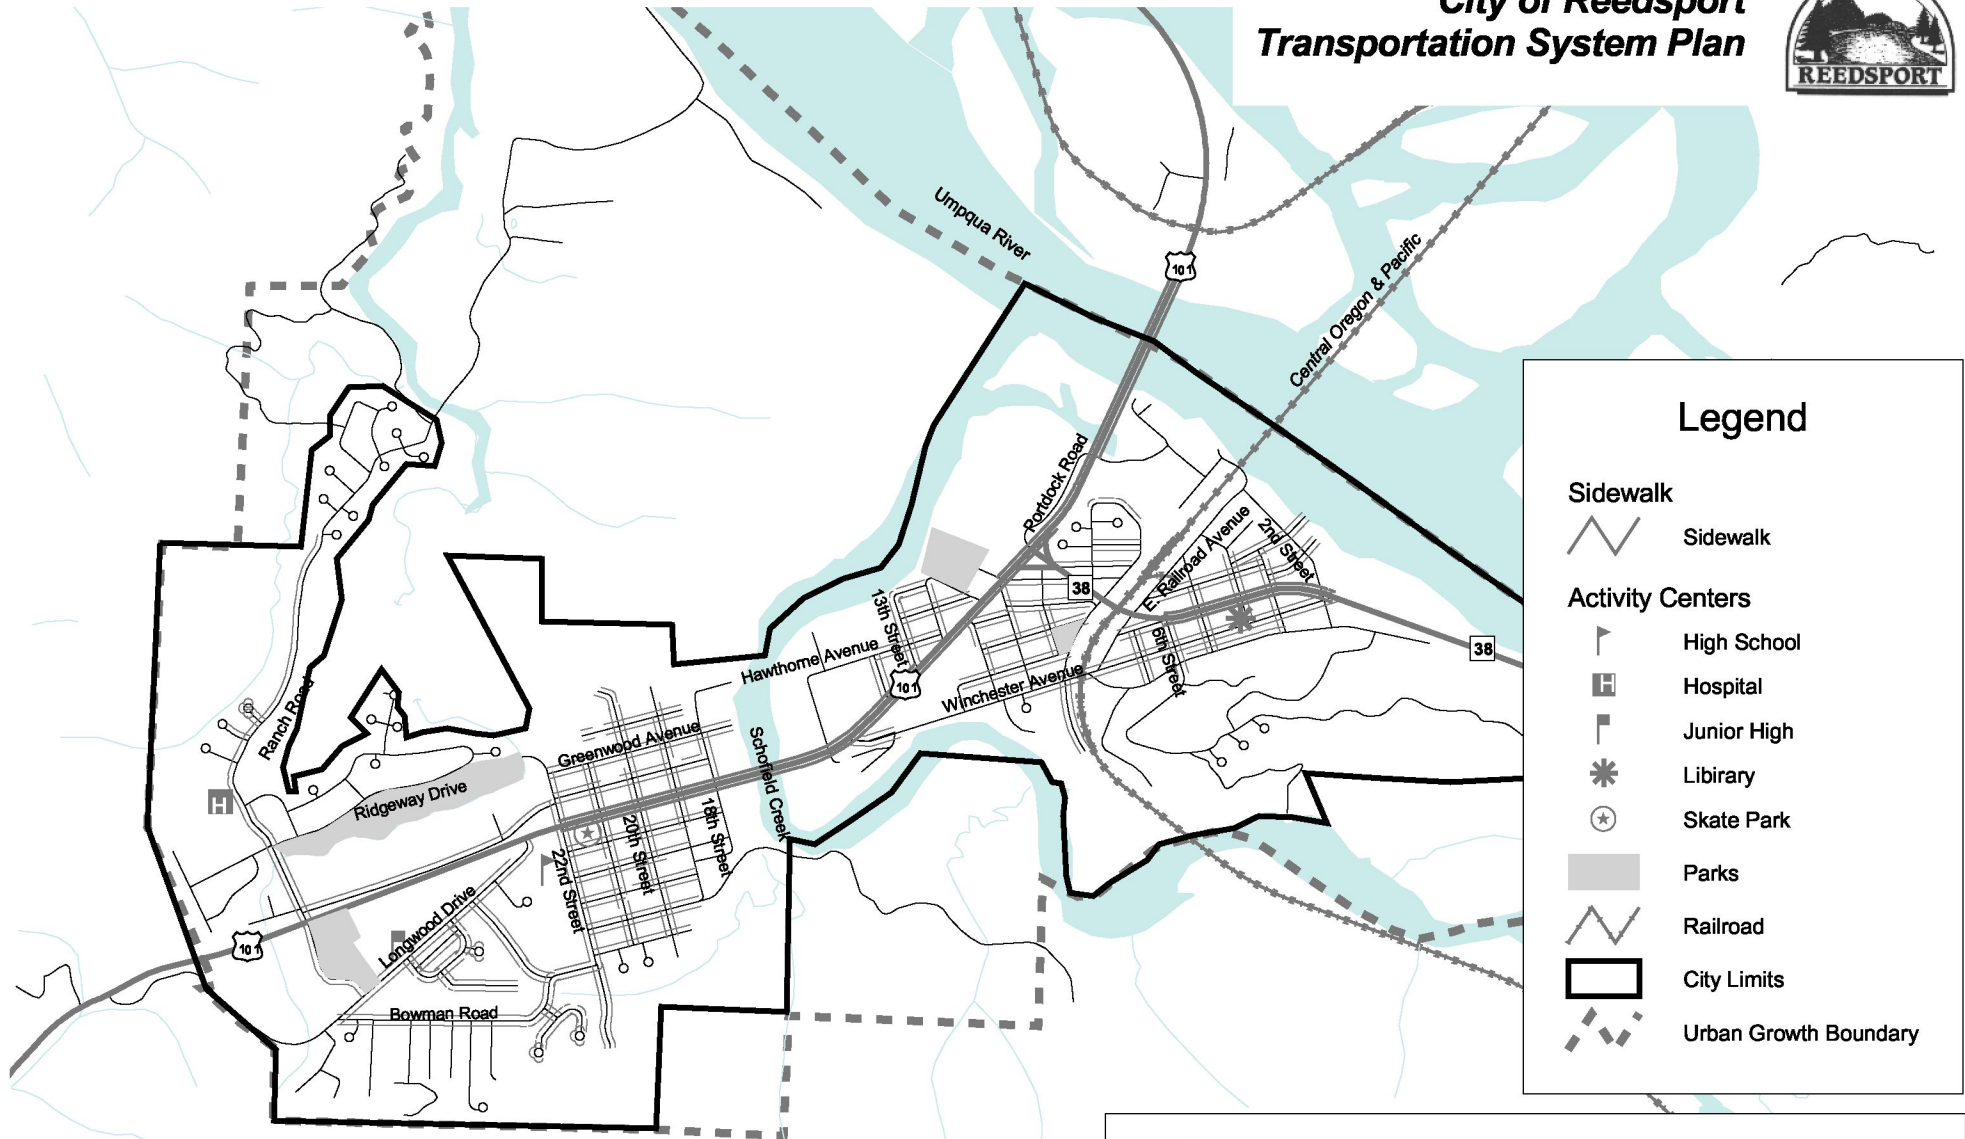 City of Reedsport
Transportation System Plan
REEDSPORT
Umpqua River
101
Central Oregon & Pacific
Portdock Road
38
E. Railroad Avenue
2nd Street
13th Street
Hawthorne Avenue
6th Street
38
101
Winchester Avenue
Ranch Road
Greenwood Avenue
Schofield Creek
Ridgeway Drive
H
18th Street
20th Street
22nd Street
Longwood Drive
101
Bowman Road
Legend
Sidewalk
Sidewalk
Activity Centers
High School
H
Hospital
Junior High
Libirary
Skate Park
Parks
Railroad
City Limits
Urban Growth Boundary